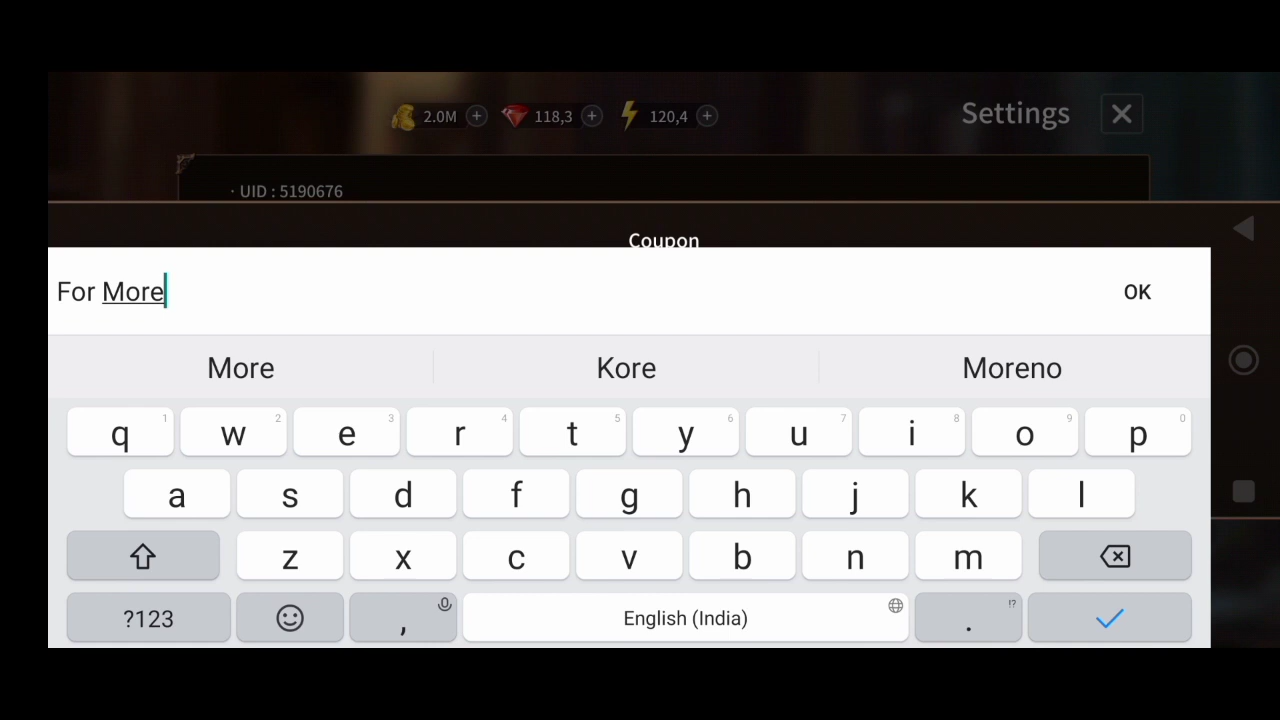 2.0M + 118,3 + 120,4 + Settings
· UID : 5190676
Coupon
For More OK
More Kore Moreno
q 1 w 2 e 3 r 4 t 5 y 6 u 7 i 8 o 9 p 0
a s d f g h j k l
z x c v b n m
?123 , English (India) . !?